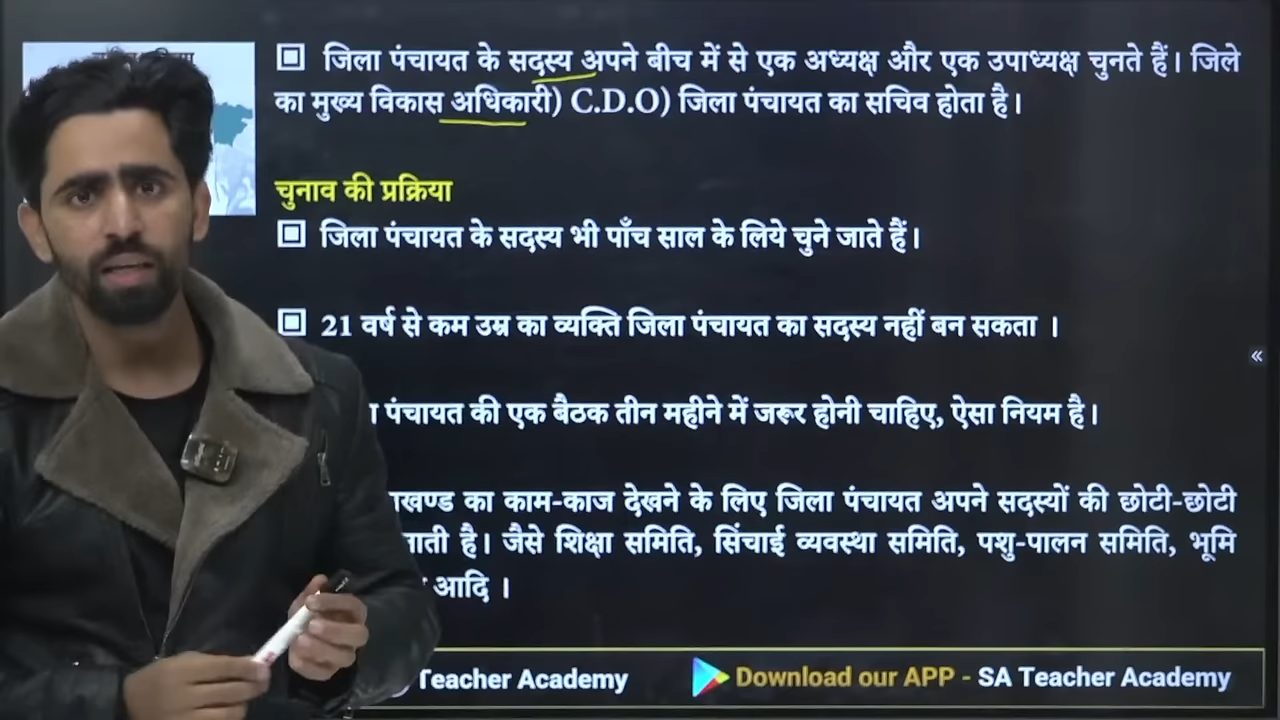 जिला पंचायत के सदस्य अपने बीच में से एक अध्यक्ष और एक उपाध्यक्ष चुनते हैं। जिले
का मुख्य विकास अधिकारी) C.D.O) जिला पंचायत का सचिव होता है।
चुनाव की प्रक्रिया
जिला पंचायत के सदस्य भी पाँच साल के लिये चुने जाते हैं।
21 वर्ष से कम उम्र का व्यक्ति जिला पंचायत का सदस्य नहीं बन सकता ।
पंचायत की एक बैठक तीन महीने में जरूर होनी चाहिए, ऐसा नियम है।
का काम-काज देखने के लिए जिला पंचायत अपने सदस्यों की छोटी-छोटी
है। जैसे शिक्षा समिति, सिंचाई व्यवस्था समिति, पशु-पालन समिति, भूमि
आदि ।
Teacher Academy
Download our APP - SA Teacher Academy
«